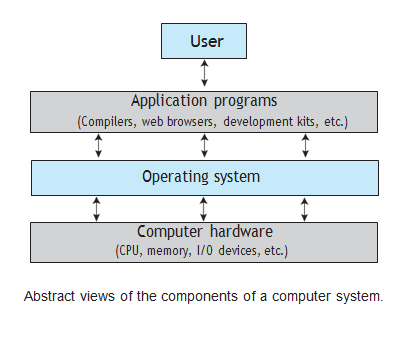 User
Application programs
(Compilers, web browsers, development kits, etc.)
Operating system
Computer hardware
(CPU, memory, I/O devices, etc.)
Abstract views of the components of a computer system.